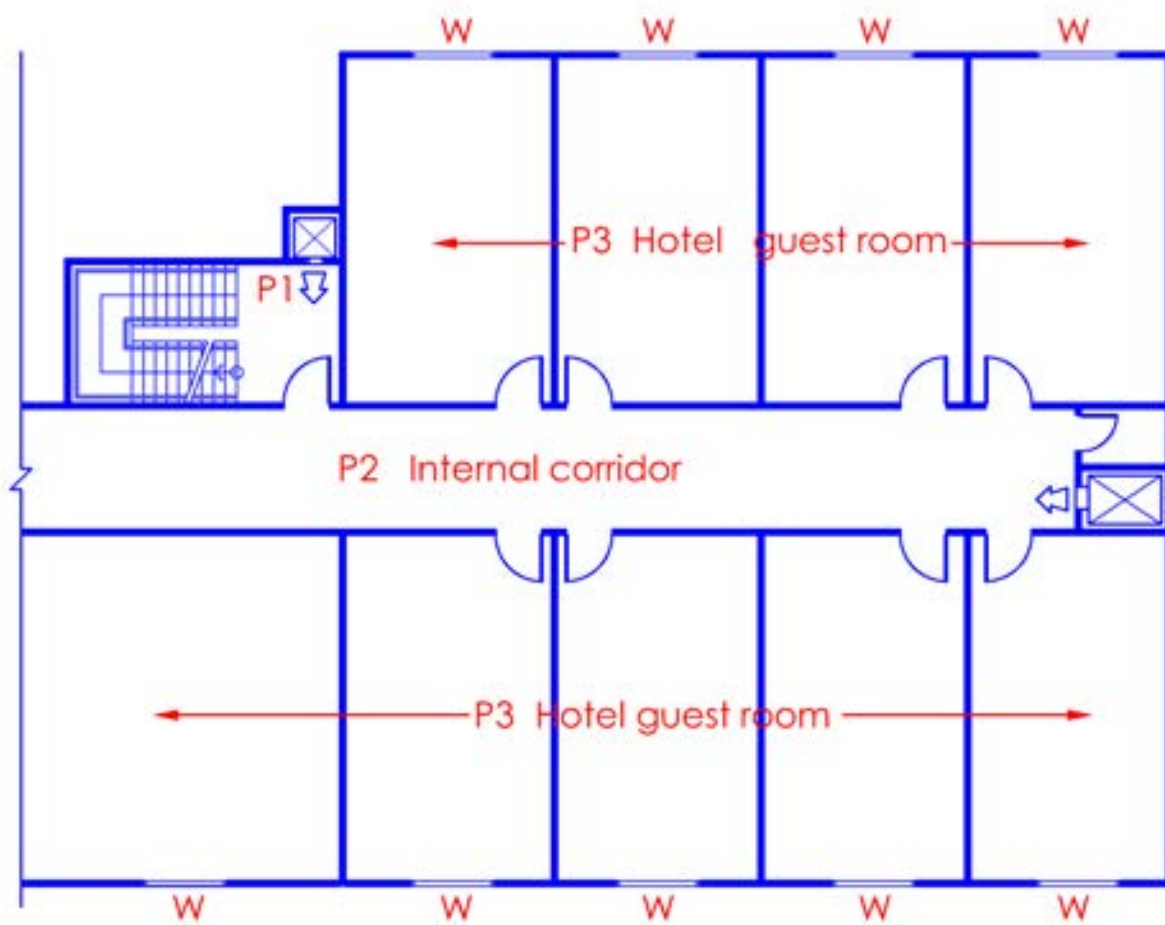 W W W W
P3 Hotel guest room
P1
P2 Internal corridor
P3 Hotel guest room
W W W W W